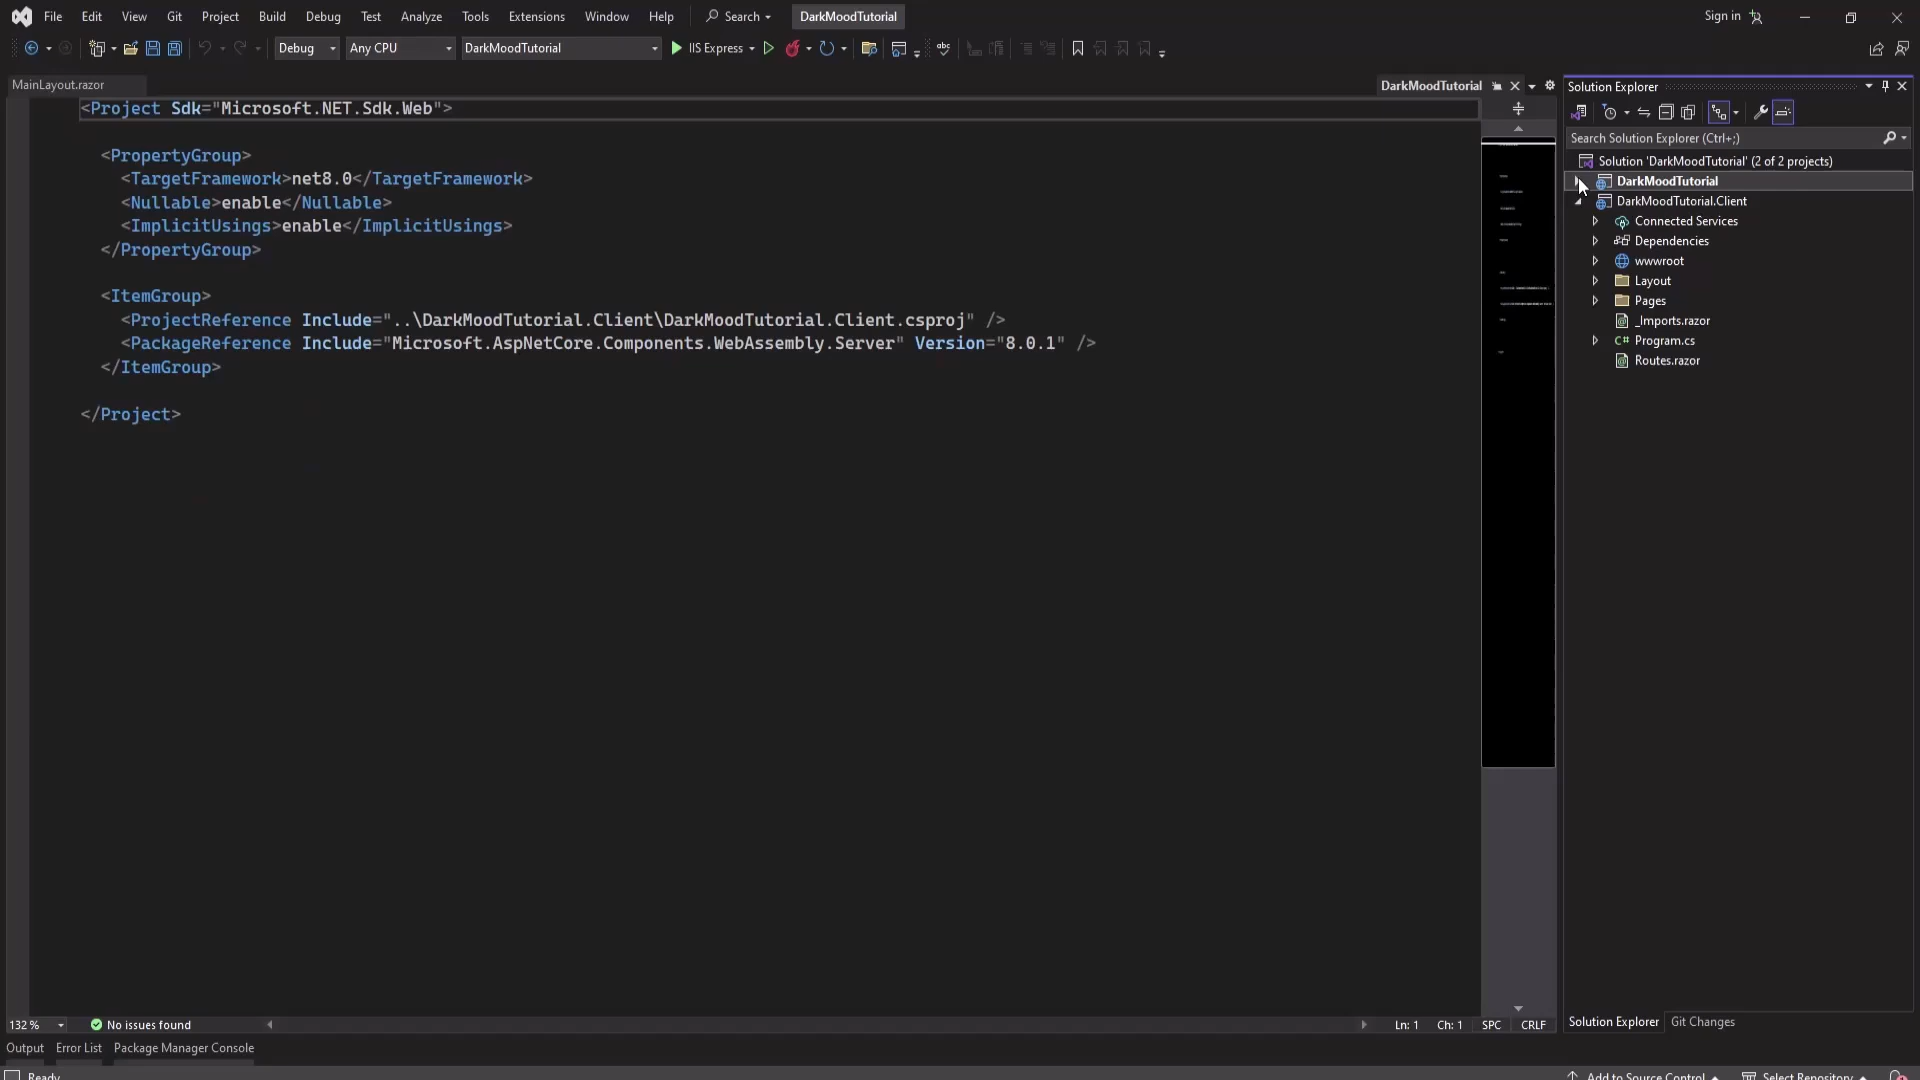 File Edit View Git Project Build Debug Test Analyze Tools Extensions Window Help Search DarkMoodTutorial Sign in
Debug Any CPU DarkMoodTutorial IIS Express
MainLayout.razor DarkMoodTutorial
<Project Sdk="Microsoft.NET.Sdk.Web">
<PropertyGroup>
<TargetFramework>net8.0</TargetFramework>
<Nullable>enable</Nullable>
<ImplicitUsings>enable</ImplicitUsings>
</PropertyGroup>
<ItemGroup>
<ProjectReference Include="..\DarkMoodTutorial.Client\DarkMoodTutorial.Client.csproj" />
<PackageReference Include="Microsoft.AspNetCore.Components.WebAssembly.Server" Version="8.0.1" />
</ItemGroup>
</Project>
Solution Explorer
Search Solution Explorer (Ctrl+;)
Solution 'DarkMoodTutorial' (2 of 2 projects)
DarkMoodTutorial
DarkMoodTutorial.Client
Connected Services
Dependencies
wwwroot
Layout
Pages
_Imports.razor
C# Program.cs
Routes.razor
Solution Explorer Git Changes
132 % No issues found Ln: 1 Ch: 1 SPC CRLF
Output Error List Package Manager Console
Ready Add to Source Control Select Repository